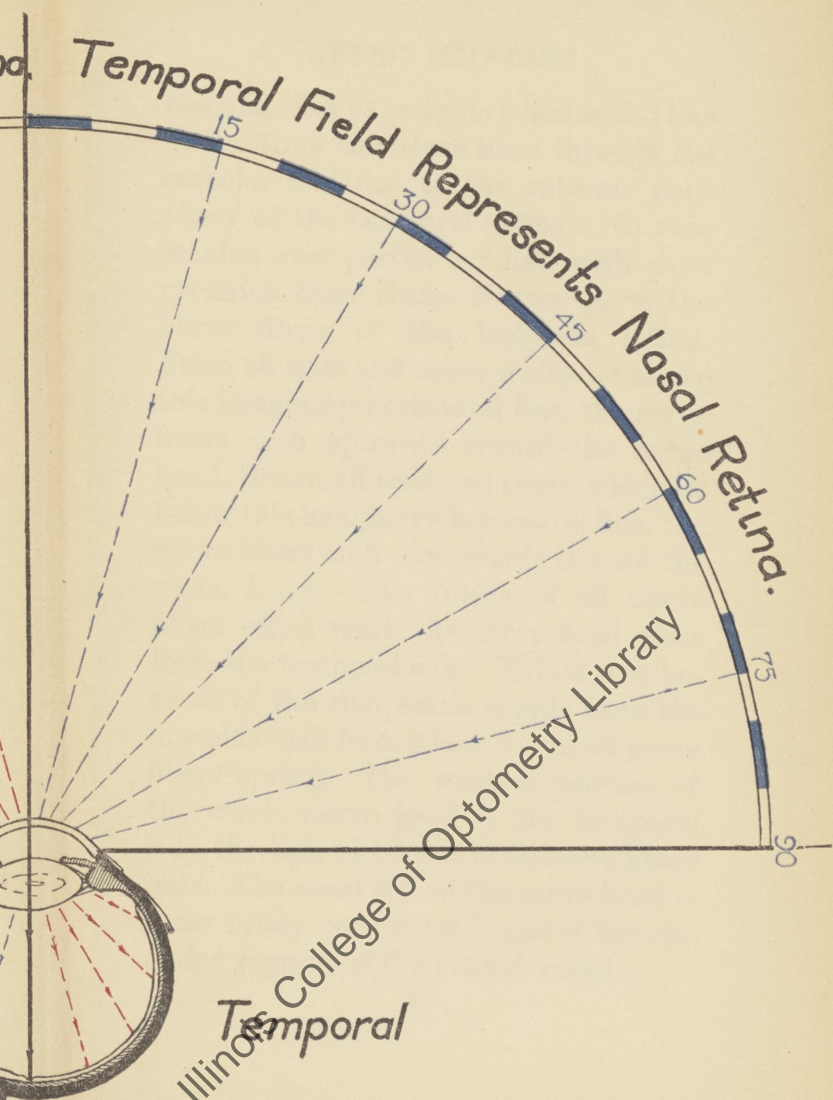 Temporal Field Represents Nasal Retina.
15
30
45
60
75
90
Temporal
Illinois College of Optometry Library